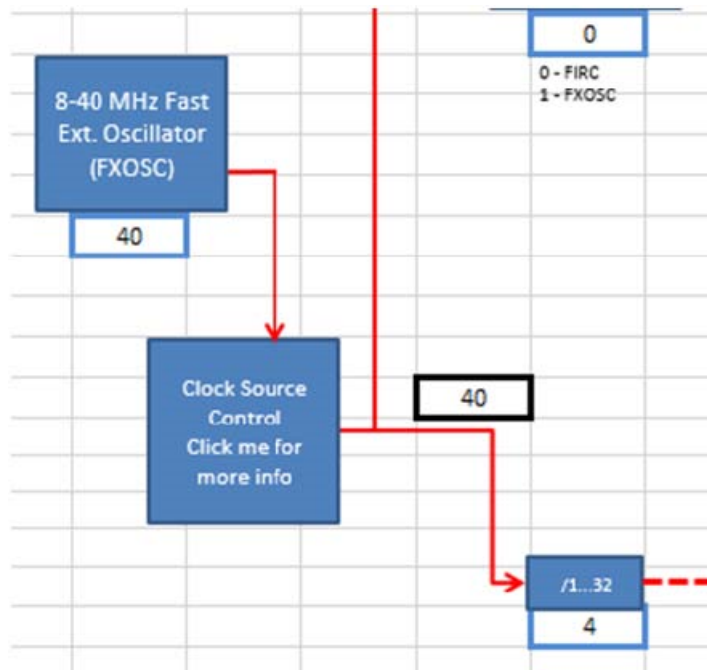 0
0 - FIRC
1 - FXOSC
8-40 MHz Fast
Ext. Oscillator
(FXOSC)
40
Clock Source
Control
Click me for
more info
40
/1...32
4